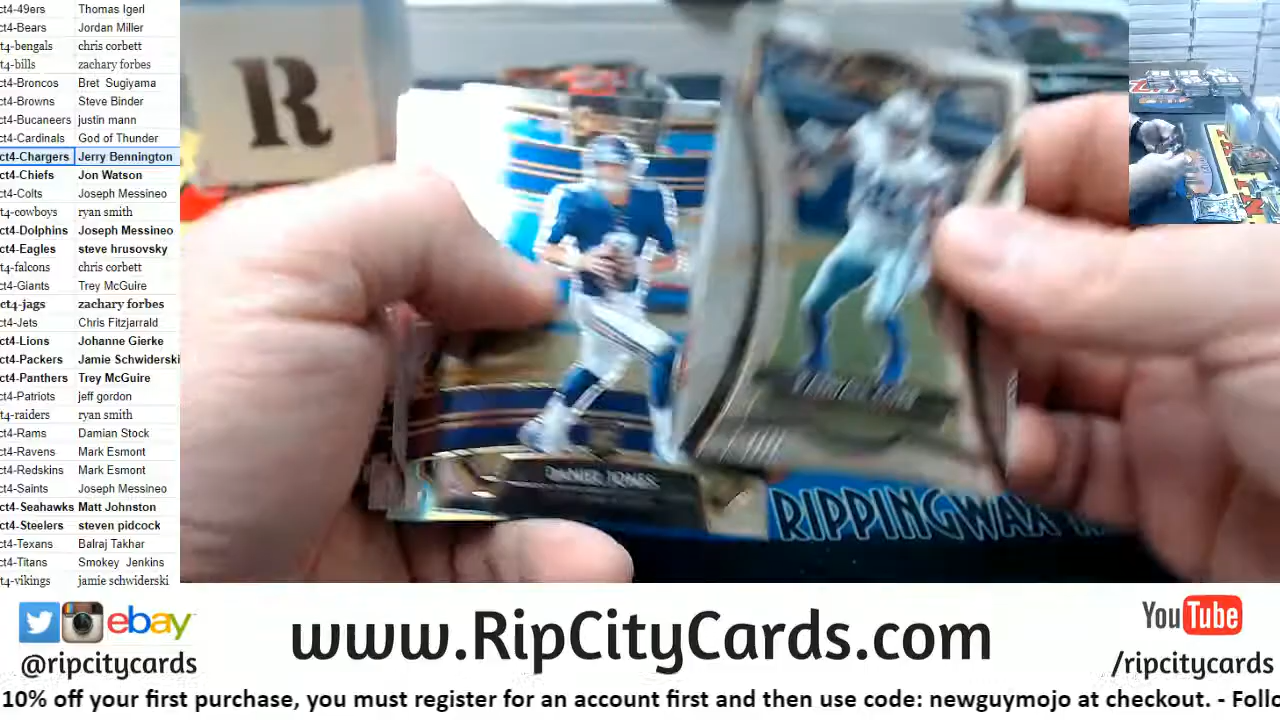 ct4-49ers Thomas Igerl
ct4-Bears Jordan Miller
t4-bengals chris corbett
t4-bills zachary forbes
ct4-Broncos Bret Sugiyama
ct4-Browns Steve Binder
ct4-Bucaneers justin mann
ct4-Cardinals God of Thunder
ct4-Chargers Jerry Bennington
ct4-Chiefs Jon Watson
ct4-Colts Joseph Messineo
t4-cowboys ryan smith
ct4-Dolphins Joseph Messineo
ct4-Eagles steve hrusovsky
t4-falcons chris corbett
ct4-Giants Trey McGuire
ct4-jags zachary forbes
ct4-Jets Chris Fitzjarrald
ct4-Lions Johanne Gierke
ct4-Packers Jamie Schwiderski
ct4-Panthers Trey McGuire
ct4-Patriots jeff gordon
t4-raiders ryan smith
ct4-Rams Damian Stock
ct4-Ravens Mark Esmont
ct4-Redskins Mark Esmont
ct4-Saints Joseph Messineo
ct4-Seahawks Matt Johnston
ct4-Steelers steven pidcock
ct4-Texans Balraj Takhar
ct4-Titans Smokey Jenkins
t4-vikings jamie schwiderski
R
DANIEL JONES
RIPPINGWAX
ebay
@ripcitycards
www.RipCityCards.com
YouTube
/ripcitycards
10% off your first purchase, you must register for an account first and then use code: newguymojo at checkout. - Follo